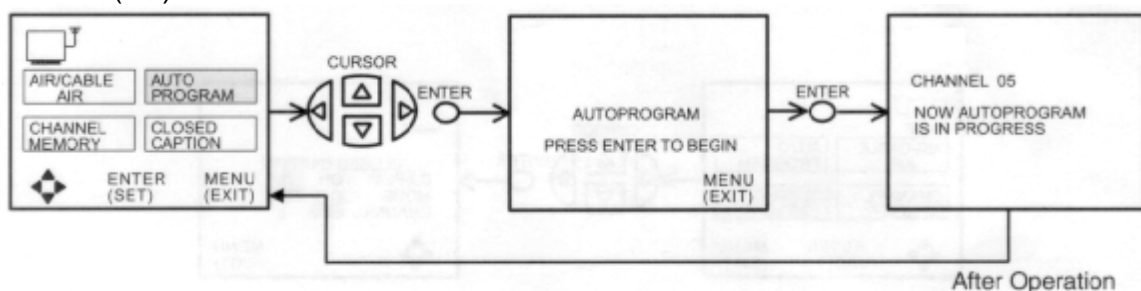 AIR/CABLE
AIR
AUTO
PROGRAM
CHANNEL
MEMORY
CLOSED
CAPTION
ENTER
(SET)
MENU
(EXIT)
CURSOR
ENTER
AUTOPROGRAM
PRESS ENTER TO BEGIN
MENU
(EXIT)
ENTER
CHANNEL 05
NOW AUTOPROGRAM
IS IN PROGRESS
After Operation